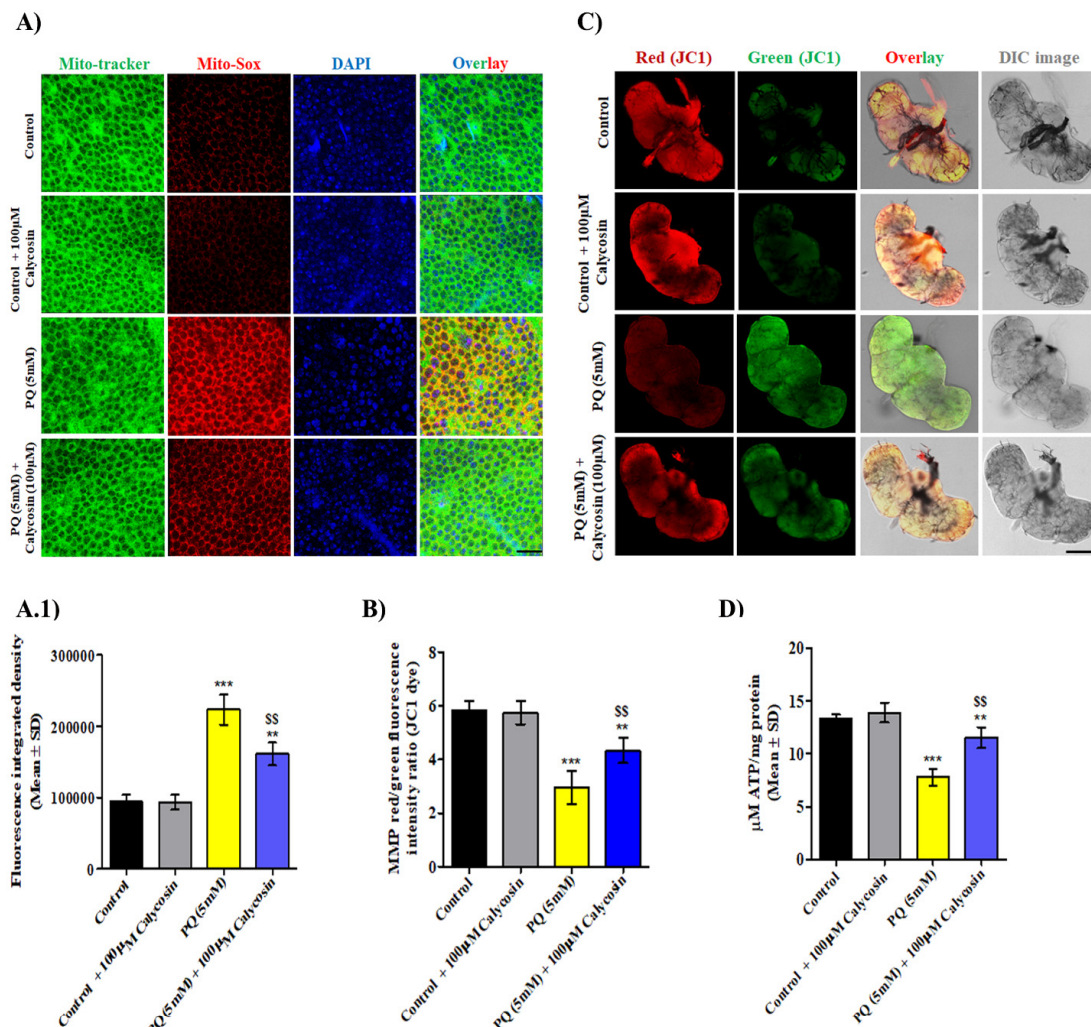 A)
Mito-tracker Mito-Sox DAPI Overlay
Control
Control + 100µM
Calycosin
PQ (5mM)
PQ (5mM) +
Calycosin (100µM)
C)
Red (JC1) Green (JC1) Overlay DIC image
Control
Control + 100µM
Calycosin
PQ (5mM)
PQ (5mM) +
Calycosin (100µM)
A.1)
Fluorescence integrated density
(Mean ± SD)
300000
200000
100000
0
***
$$
**
Control
Control + 100µM Calycosin
PQ (5mM)
PQ (5mM) + 100µM Calycosin
B)
MMP red/green fluorescence
intensity ratio (JC1 dye)
8
6
4
2
0
***
$$
**
Control
Control + 100µM Calycosin
PQ (5mM)
PQ (5mM) + 100µM Calycosin
D)
µM ATP/mg protein
(Mean ± SD)
20
15
10
5
0
***
$$
**
Control
Control + 100µM Calycosin
PQ (5mM)
PQ (5mM) + 100µM Calycosin